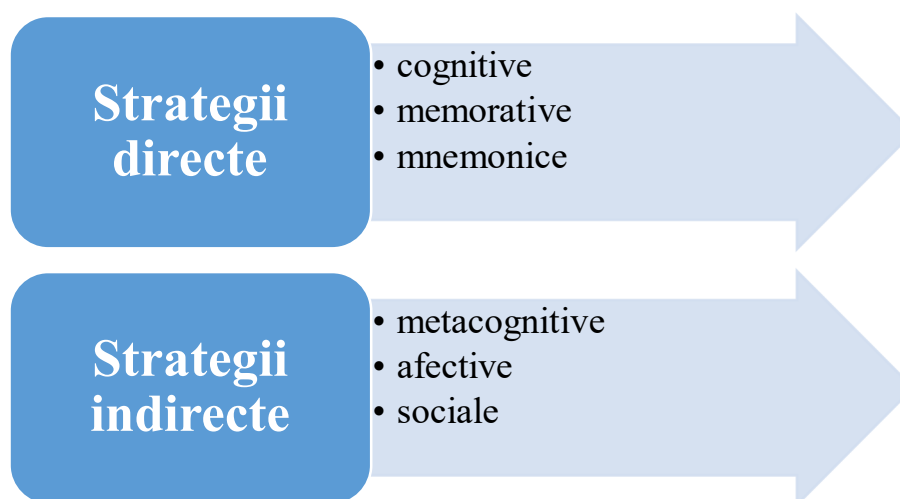 Strategii
directe
• cognitive
• memorative
• mnemonice
Strategii
indirecte
• metacognitive
• afective
• sociale